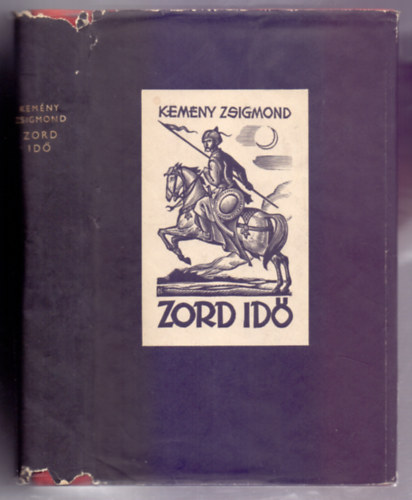 KEMÉNY
ZSIGMOND
ZORD
IDŐ
KEMÉNY ZSIGMOND
ZORD IDŐ